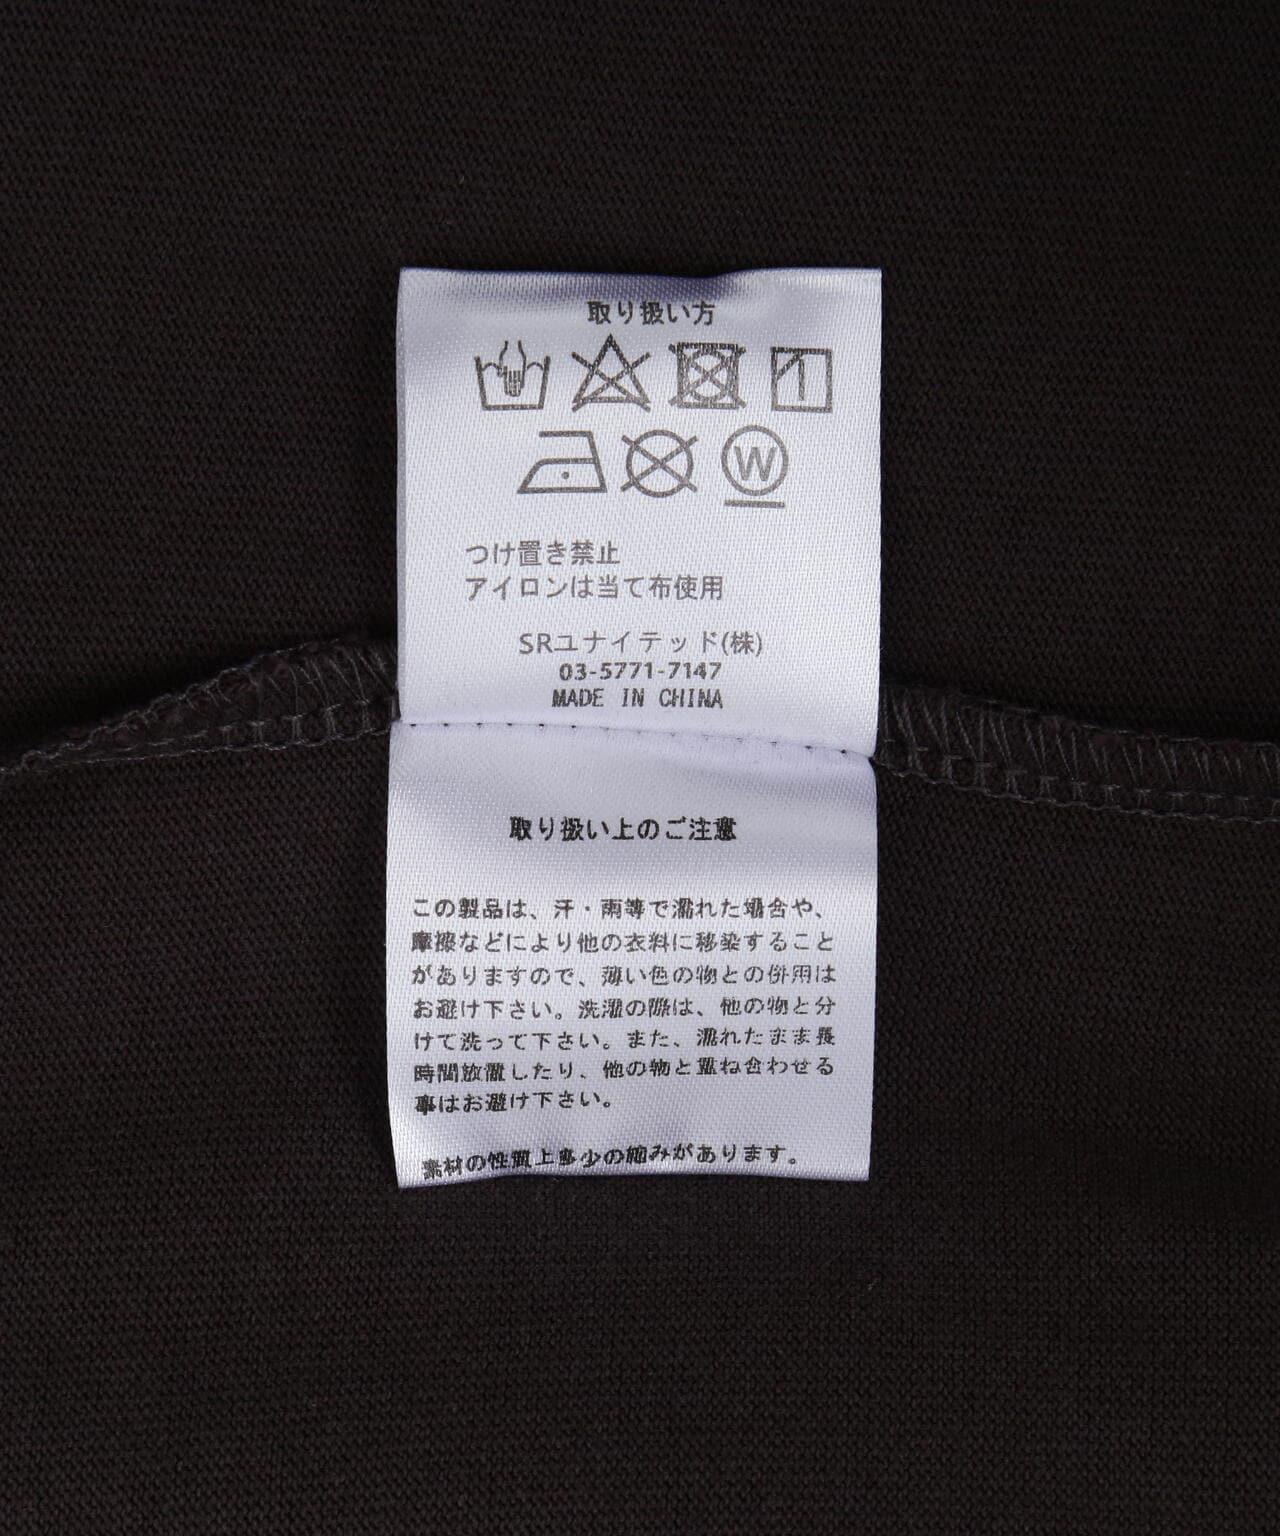 取り扱い方
W
つけ置き禁止
アイロンは当て布使用
SRユナイテッド(株)
03-5771-7147
MADE IN CHINA
取り扱い上のご注意
この製品は、汗・雨等で濡れた場合や、
摩擦などにより他の衣料に移染すること
がありますので、薄い色の物との併用は
お避け下さい。洗濯の際は、他の物と分
けて洗って下さい。また、濡れたまま長
時間放置したり、他の物と重ね合わせる
事はお避け下さい。
素材の性質上多少の縮みがあります。